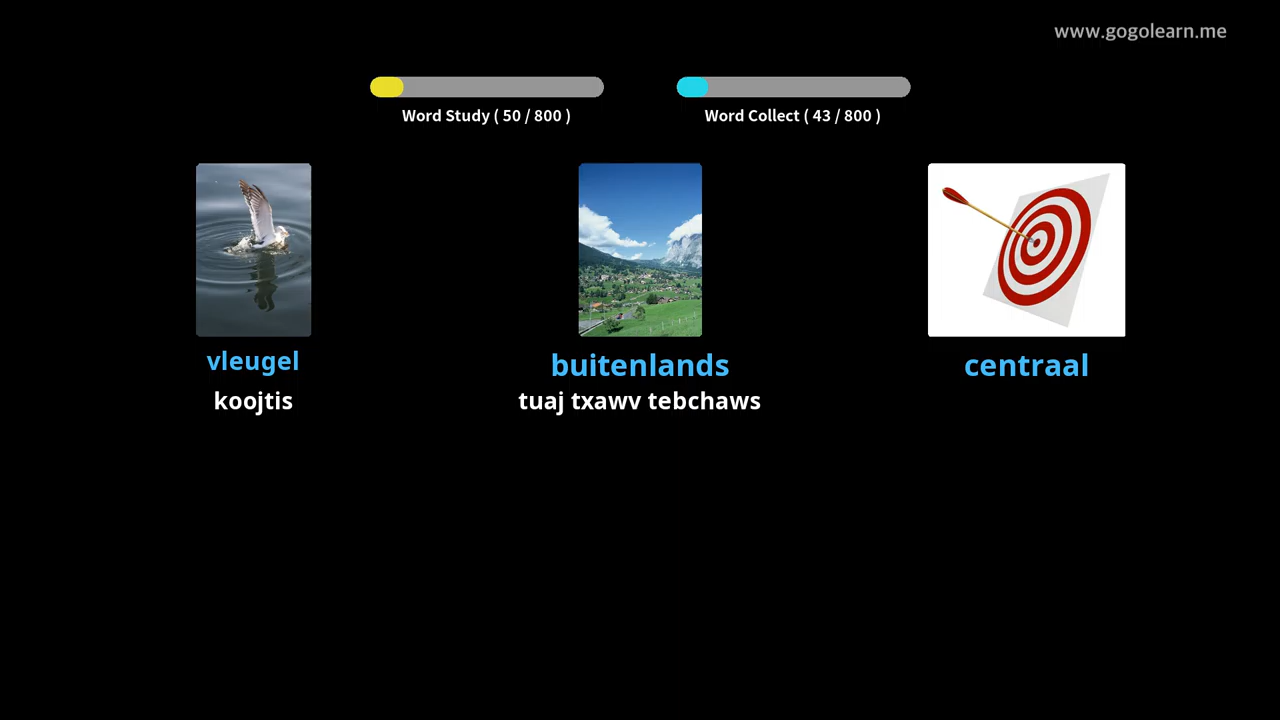 www.gogolearn.me
Word Study ( 50 / 800 )
Word Collect ( 43 / 800 )
vleugel
koojtis
buitenlands
tuaj txawv tebchaws
centraal